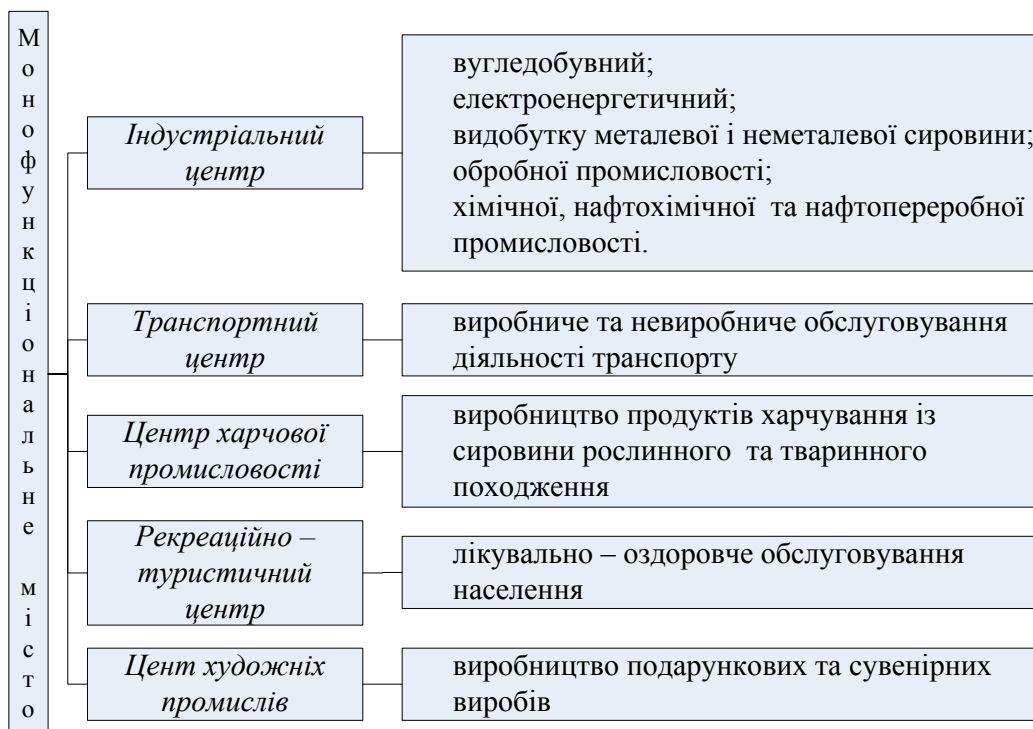 Монофункціональне місто
Індустріальний
центр
вугледобувний;
електроенергетичний;
видобутку металевої і неметалевої сировини;
обробної промисловості;
хімічної, нафтохімічної та нафтопереробної
промисловості.
Транспортний
центр
виробниче та невиробниче обслуговування
діяльності транспорту
Центр харчової
промисловості
виробництво продуктів харчування із
сировини рослинного та тваринного
походження
Рекреаційно –
туристичний
центр
лікувально – оздоровче обслуговування
населення
Цент художніх
промислів
виробництво подарункових та сувенірних
виробів